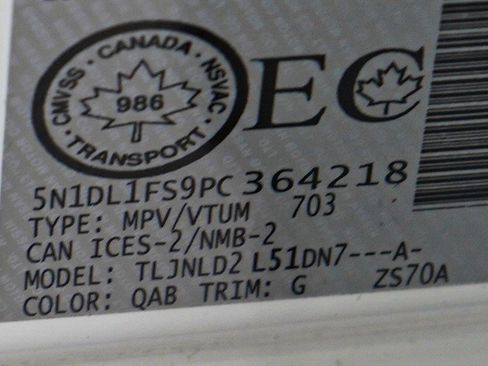 CANADA
CMVSS NSVAC
986
TRANSPORT
EC
5N1DL1FS9PC 364218
TYPE: MPV/VTUM 703
CAN ICES-2/NMB-2
MODEL: TLJNLD2 L51DN7---A-
COLOR: QAB TRIM: G ZS70A